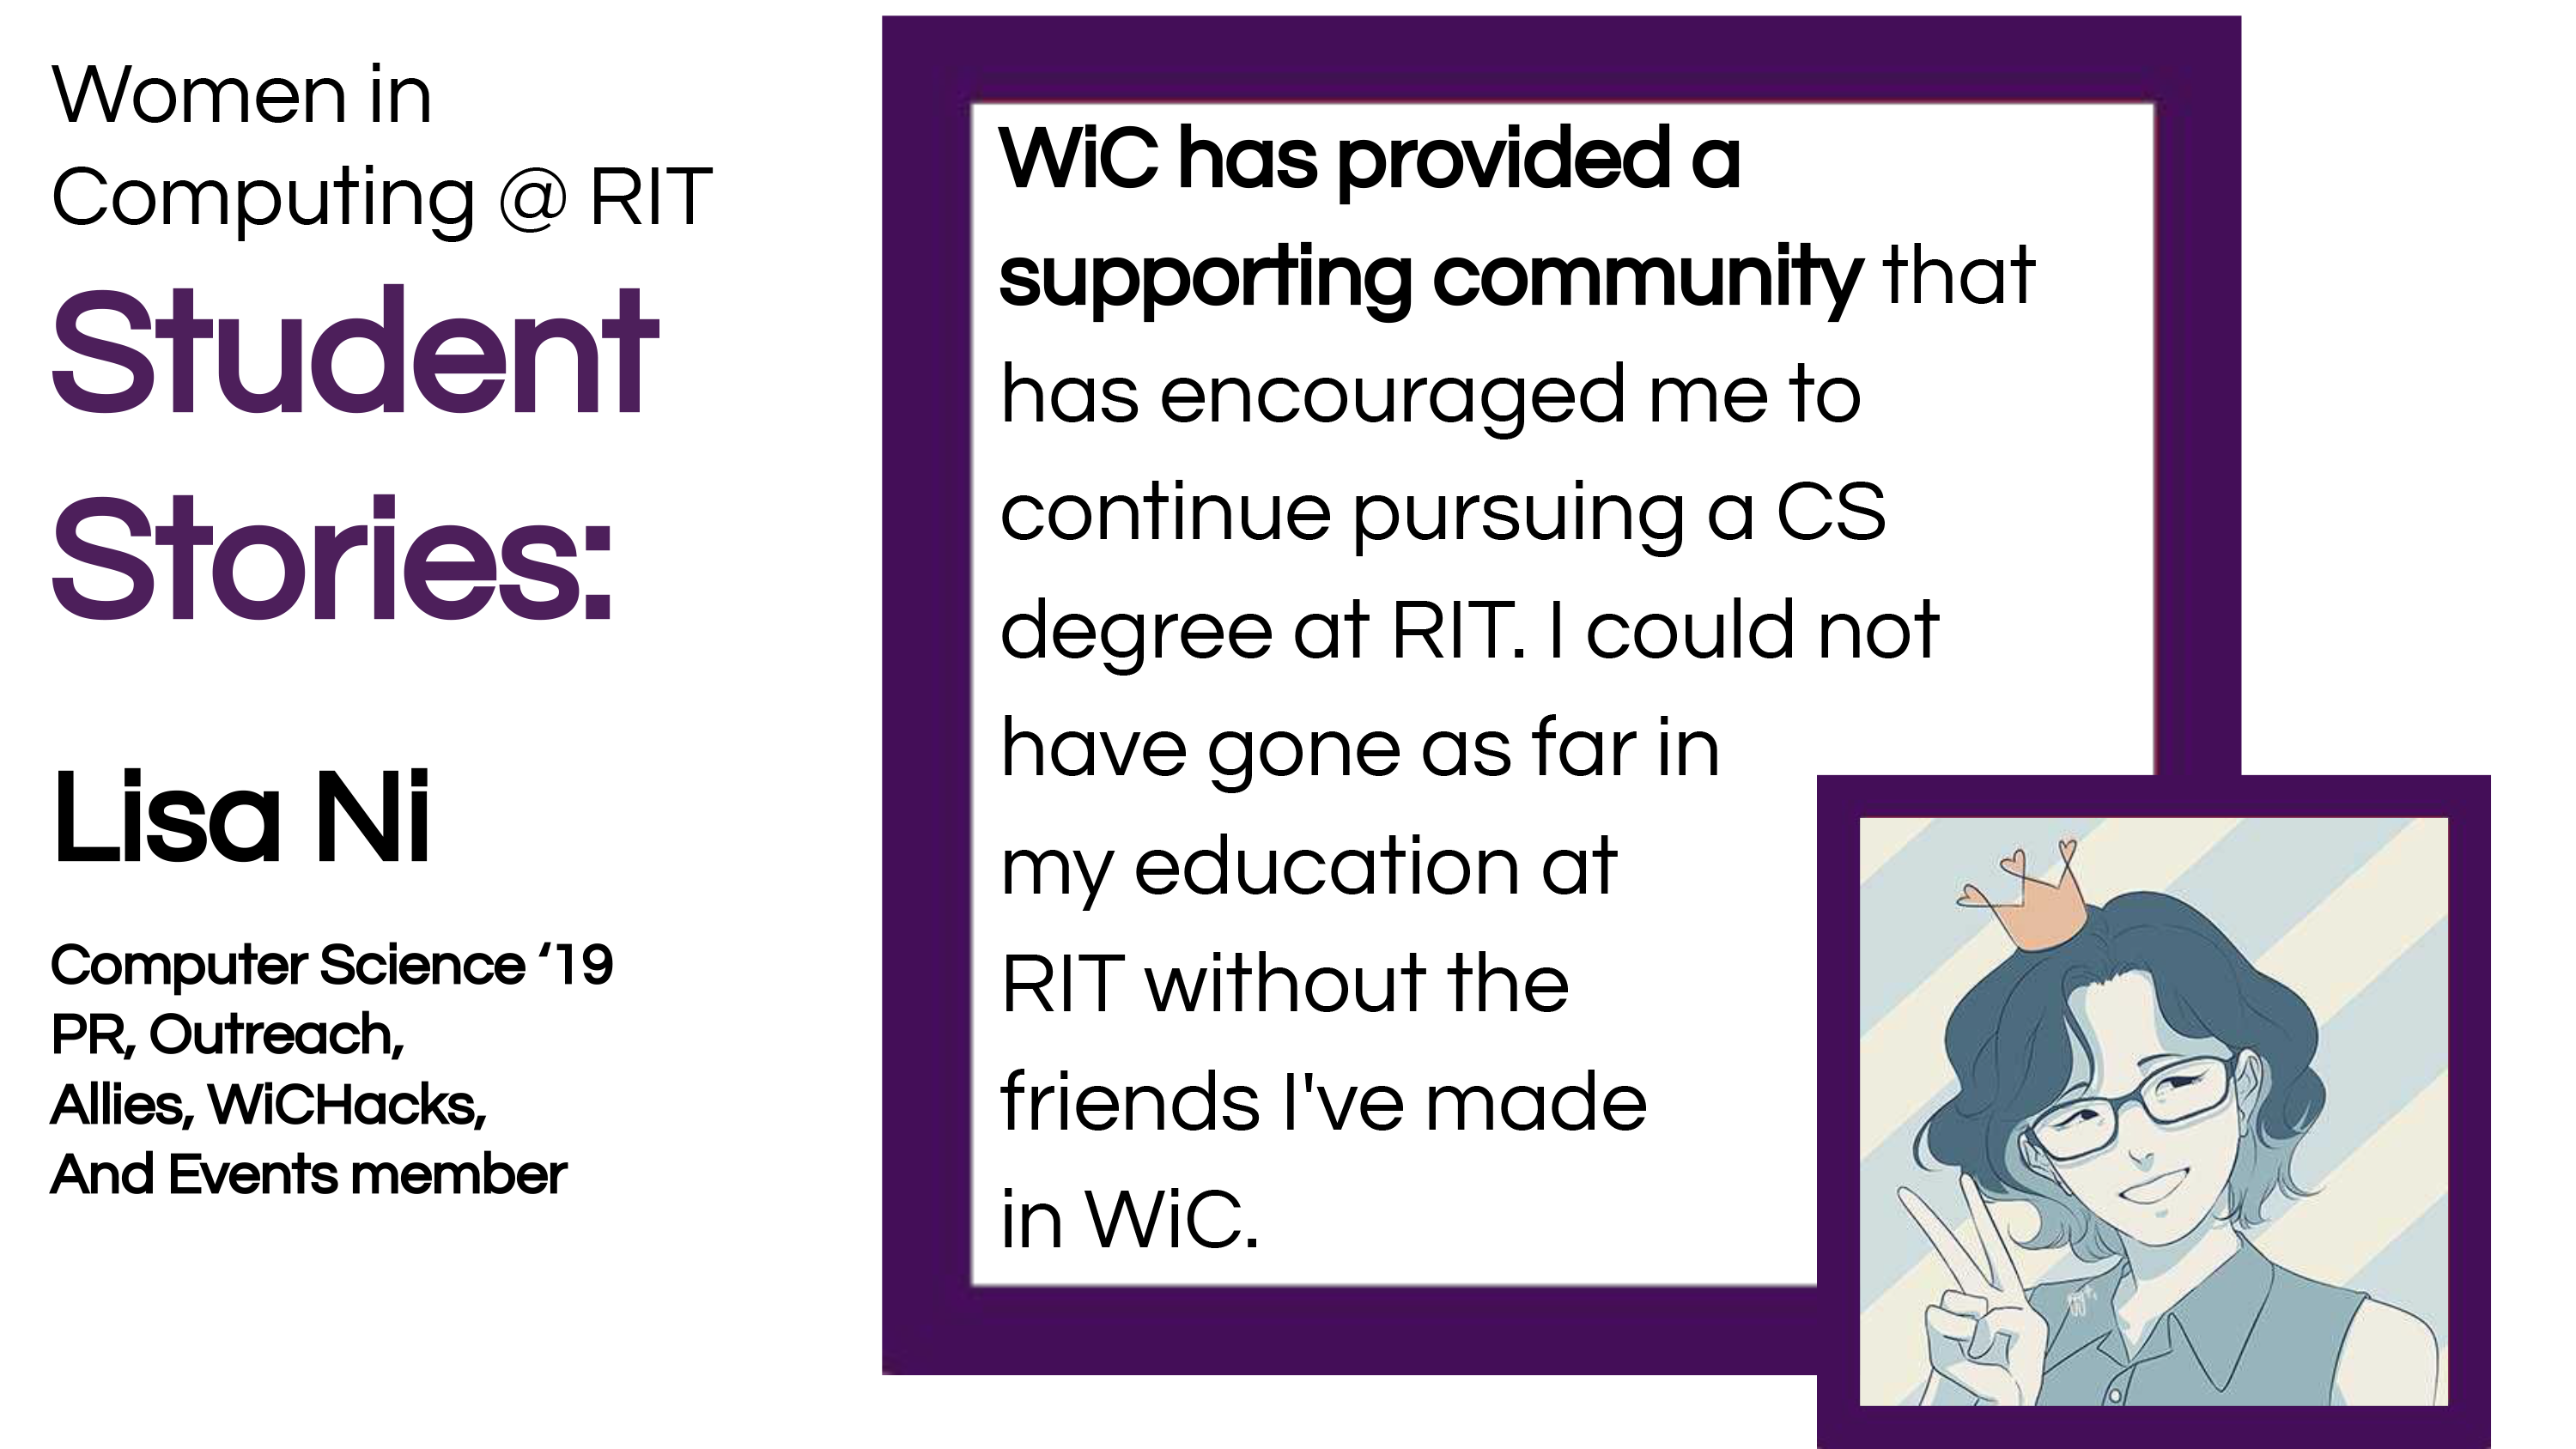 Women in
Computing @ RIT
Student
Stories:
Lisa Ni
Computer Science ‘19
PR, Outreach,
Allies, WiCHacks,
And Events member
WiC has provided a
supporting community that
has encouraged me to
continue pursuing a CS
degree at RIT. I could not
have gone as far in
my education at
RIT without the
friends I've made
in WiC.